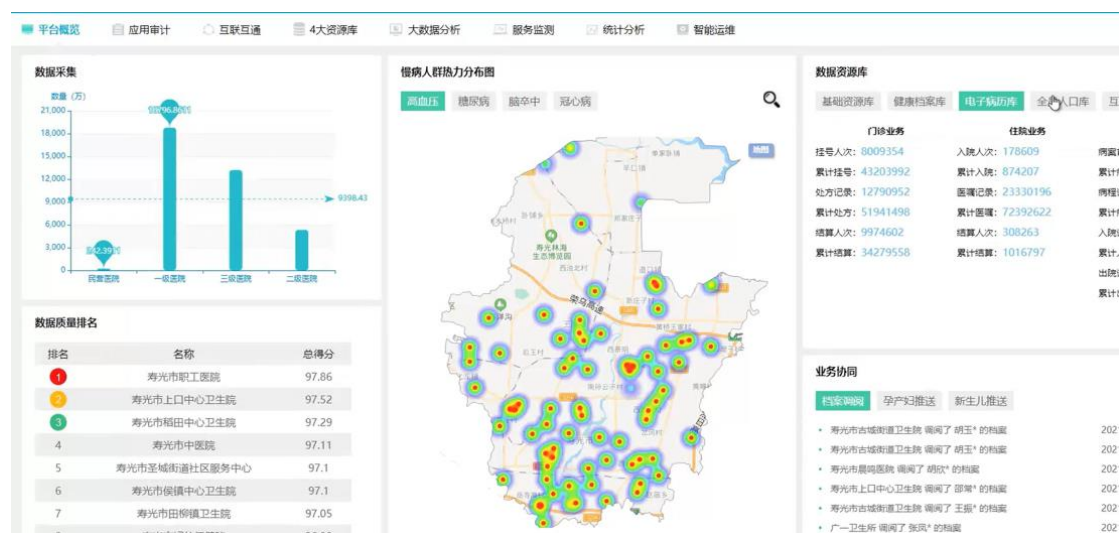 平台概览 应用审计 互联互通 4大资源库 大数据分析 服务监测 统计分析 智能运维
数据采集
数量 (万)
21,000
18,000
15,000
12,000
9,000
6,000
3,000
0
9398.43
民营医院 一级医院 三级医院 二级医院
数据质量排名
排名 名称 总得分
1 寿光市职工医院 97.86
2 寿光市上口中心卫生院 97.52
3 寿光市稻田中心卫生院 97.29
4 寿光市中医院 97.11
5 寿光市圣城街道社区服务中心 97.1
6 寿光市侯镇中心卫生院 97.1
7 寿光市田柳镇卫生院 97.05
慢病人群热力分布图
高血压 糖尿病 脑卒中 冠心病
地图
寿光林海
生态博览园
荣乌高速
数据资源库
基础资源库 健康档案库 电子病历库 全 人口库 互
门诊业务 住院业务
挂号人次: 8009354 入院人次: 178609
累计挂号: 43203992 累计入院: 874207
处方记录: 12790952 医嘱记录: 23330196
累计处方: 51941498 累计医嘱: 72392622
结算人次: 9974602 结算人次: 308263
累计结算: 34279558 累计结算: 1016797
业务协同
档案调阅 孕产妇推送 新生儿推送
寿光市古城街道卫生院 调阅了 胡玉* 的档案 202
寿光市古城街道卫生院 调阅了 胡玉* 的档案 202
寿光市晨鸣医院 调阅了 胡欣* 的档案 202
寿光市上口中心卫生院 调阅了 邵常* 的档案 202
寿光市古城街道卫生院 调阅了 王振* 的档案 202
广一卫生所 调阅了 张凤* 的档案 202